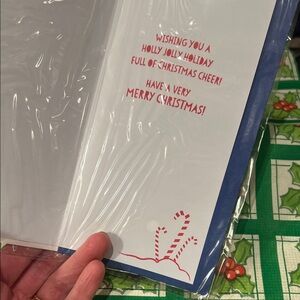 WISHING YOU A
HOLLY JOLLY HOLIDAY
FULL OF CHRISTMAS CHEER!
HAVE A VERY
MERRY CHRISTMAS!